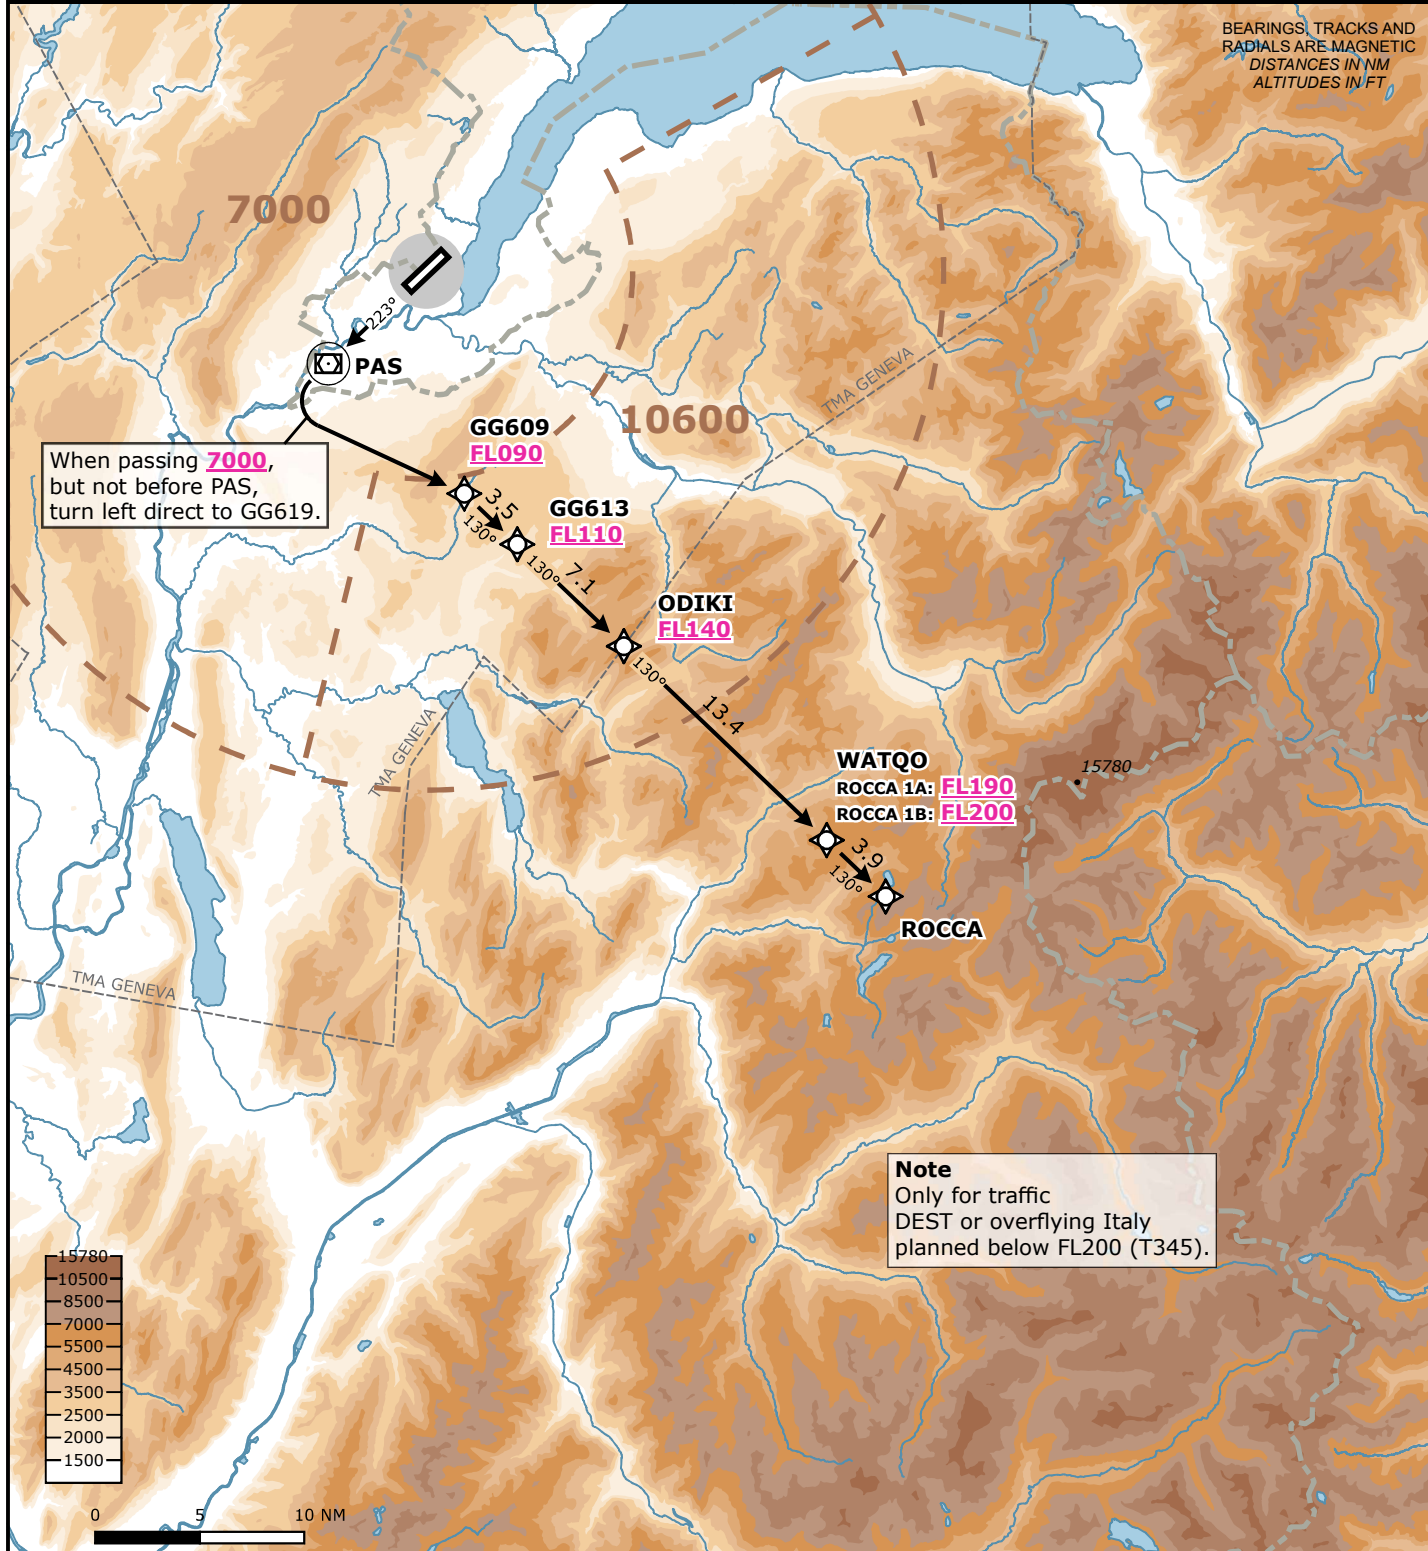 BEARINGS, TRACKS AND
RADIALS ARE MAGNETIC
DISTANCES IN NM
ALTITUDES IN FT
7000
223°
PAS
TMA GENEVA
10600
GG609
FL090
When passing 7000,
but not before PAS,
turn left direct to GG619.
3.5
130°
GG613
FL110
130°
7.1
ODIKI
FL140
130°
13.4
TMA GENEVA
WATQO
ROCCA 1A: FL190
ROCCA 1B: FL200
15780
3.9
130°
ROCCA
TMA GENEVA
Note
Only for traffic
DEST or overflying Italy
planned below FL200 (T345).
15780
10500
8500
7000
5500
4500
3500
2500
2000
1500
0 5 10 NM